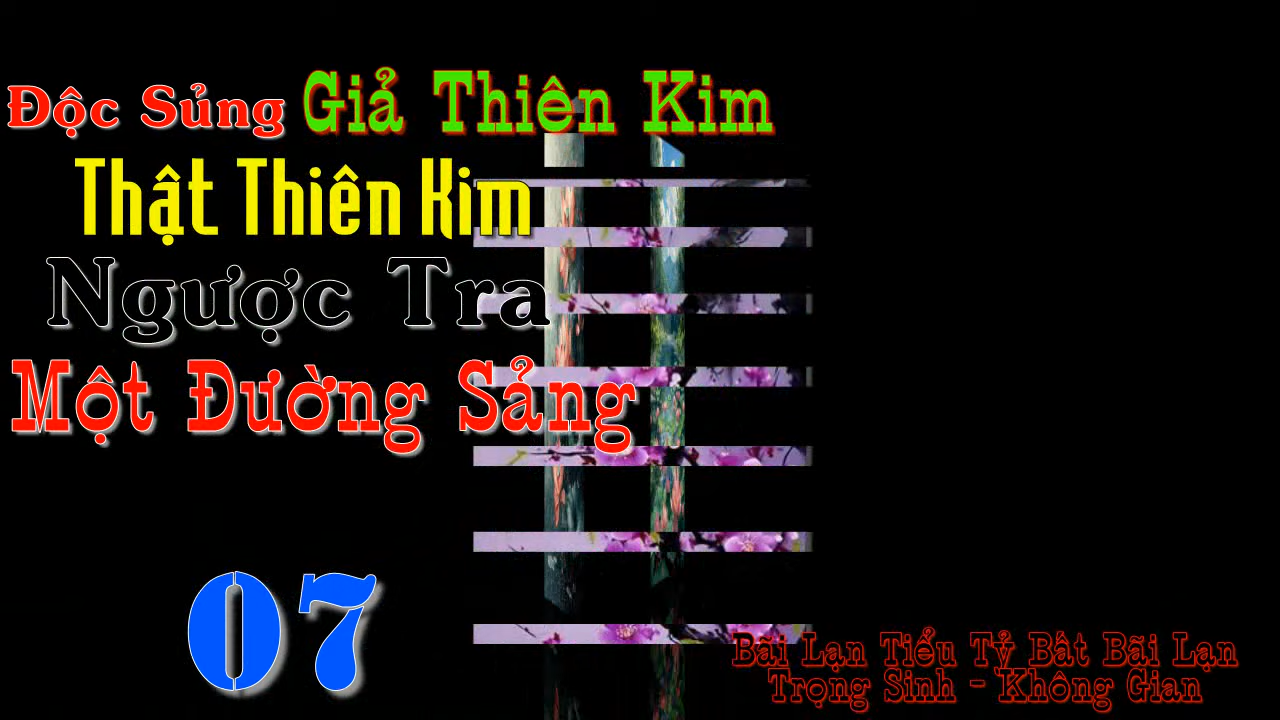 Độc Sủng Giả Thiên Kim
Thật Thiên Kim
Ngược Tra
Một Đường Sảng
07
Bãi Lạn Tiểu Tỷ Bât Bãi Lạn
Trọng Sinh - Không Gian